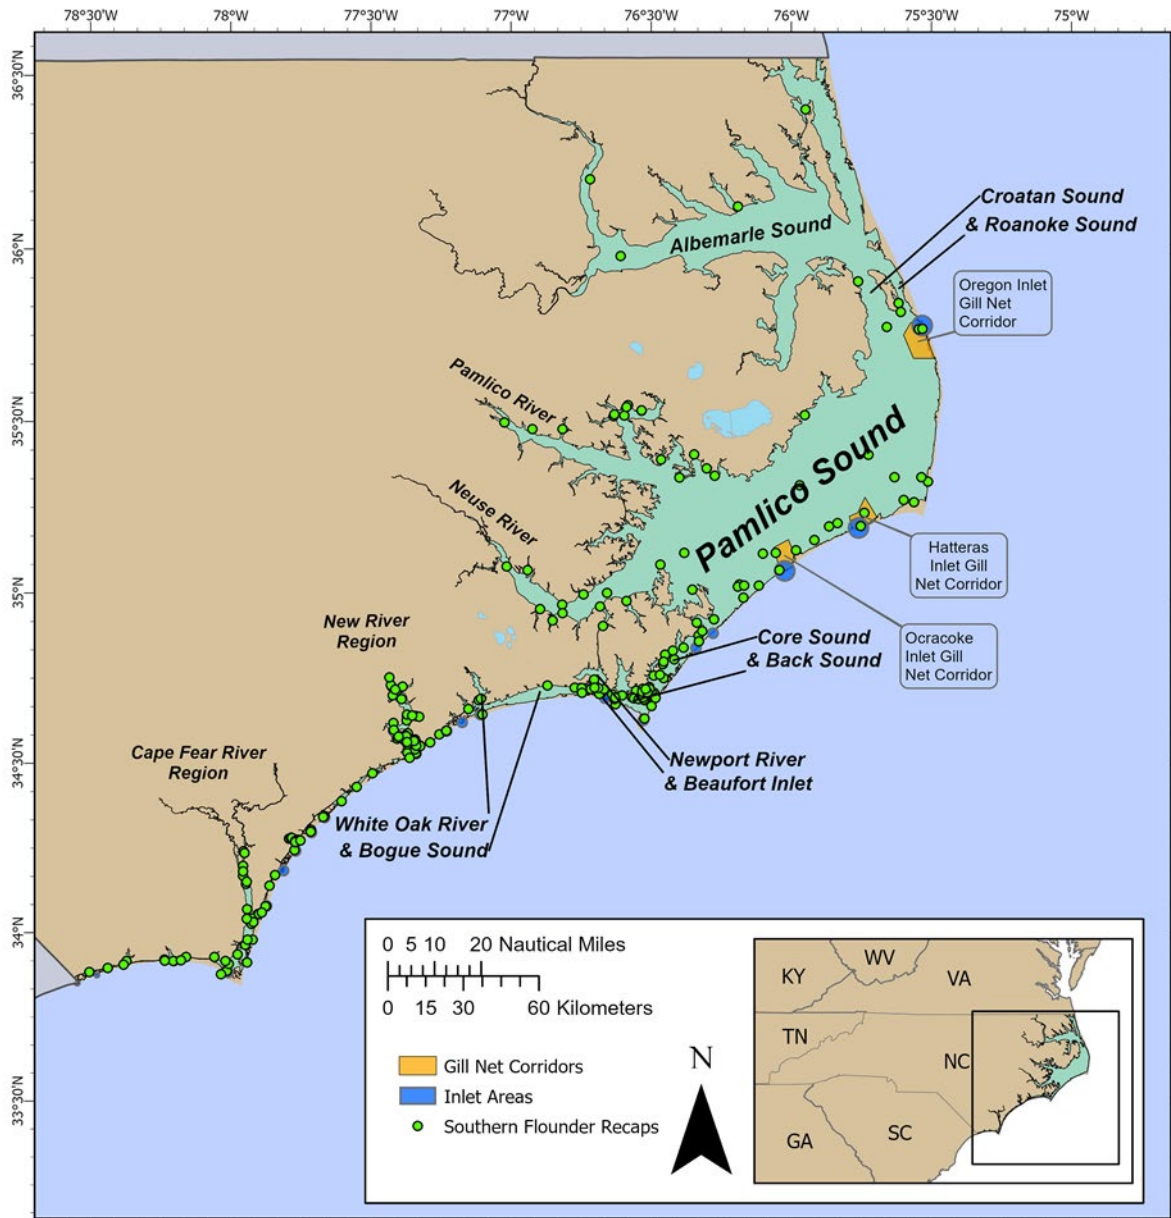 78°30'W
78°W
77°30'W
77°W
76°30'W
76°W
75°30'W
75°W
36°30'N
36°N
35°30'N
35°N
34°30'N
34°N
33°30'N
Croatan Sound
& Roanoke Sound
Albemarle Sound
Oregon Inlet
Gill Net
Corridor
Pamlico River
Pamlico Sound
Neuse River
Hatteras
Inlet Gill
Net Corridor
New River
Region
Core Sound
& Back Sound
Ocracoke
Inlet Gill
Net Corridor
Cape Fear River
Region
Newport River
& Beaufort Inlet
White Oak River
& Bogue Sound
0 5 10 20 Nautical Miles
0 15 30 60 Kilometers
Gill Net Corridors
Inlet Areas
Southern Flounder Recaps
N
KY
WV
VA
TN
NC
GA
SC